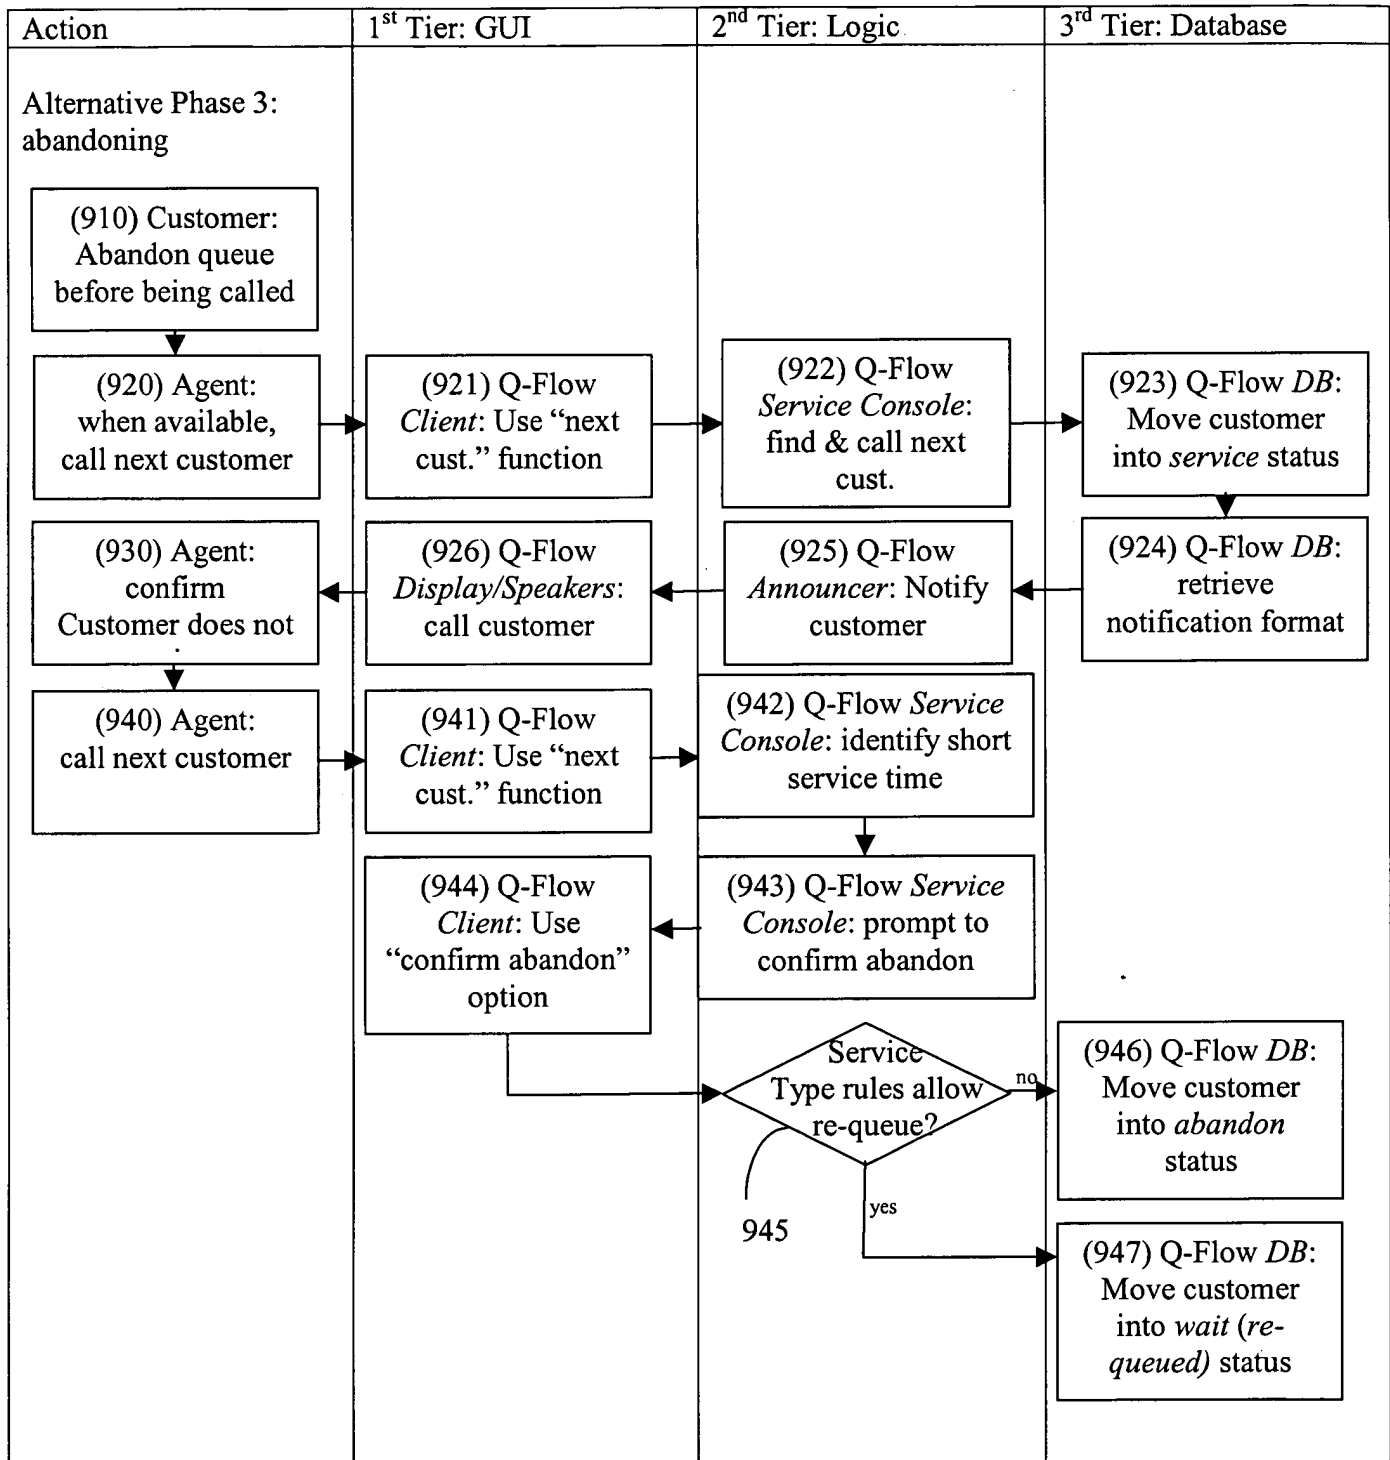 Action
1st Tier: GUI
2nd Tier: Logic
3rd Tier: Database
Alternative Phase 3:
abandoning
(910) Customer:
Abandon queue
before being called
(920) Agent:
when available,
call next customer
(921) Q-Flow
Client: Use “next
cust.” function
(922) Q-Flow
Service Console:
find & call next
cust.
(923) Q-Flow DB:
Move customer
into service status
(930) Agent:
confirm
Customer does not
(926) Q-Flow
Display/Speakers:
call customer
(925) Q-Flow
Announcer: Notify
customer
(924) Q-Flow DB:
retrieve
notification format
(940) Agent:
call next customer
(941) Q-Flow
Client: Use “next
cust.” function
(942) Q-Flow Service
Console: identify short
service time
(944) Q-Flow
Client: Use
“confirm abandon”
option
(943) Q-Flow Service
Console: prompt to
confirm abandon
Service
Type rules allow
re-queue?
no
yes
945
(946) Q-Flow DB:
Move customer
into abandon
status
(947) Q-Flow DB:
Move customer
into wait (re-
queued) status